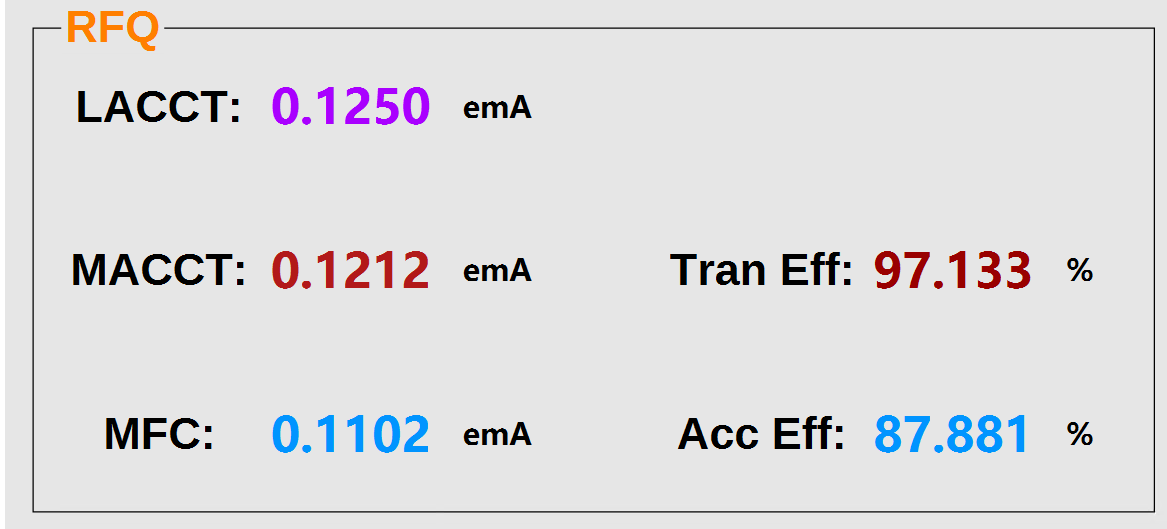 RFQ
LACCT: 0.1250 emA
MACCT: 0.1212 emA Tran Eff: 97.133 %
MFC: 0.1102 emA Acc Eff: 87.881 %